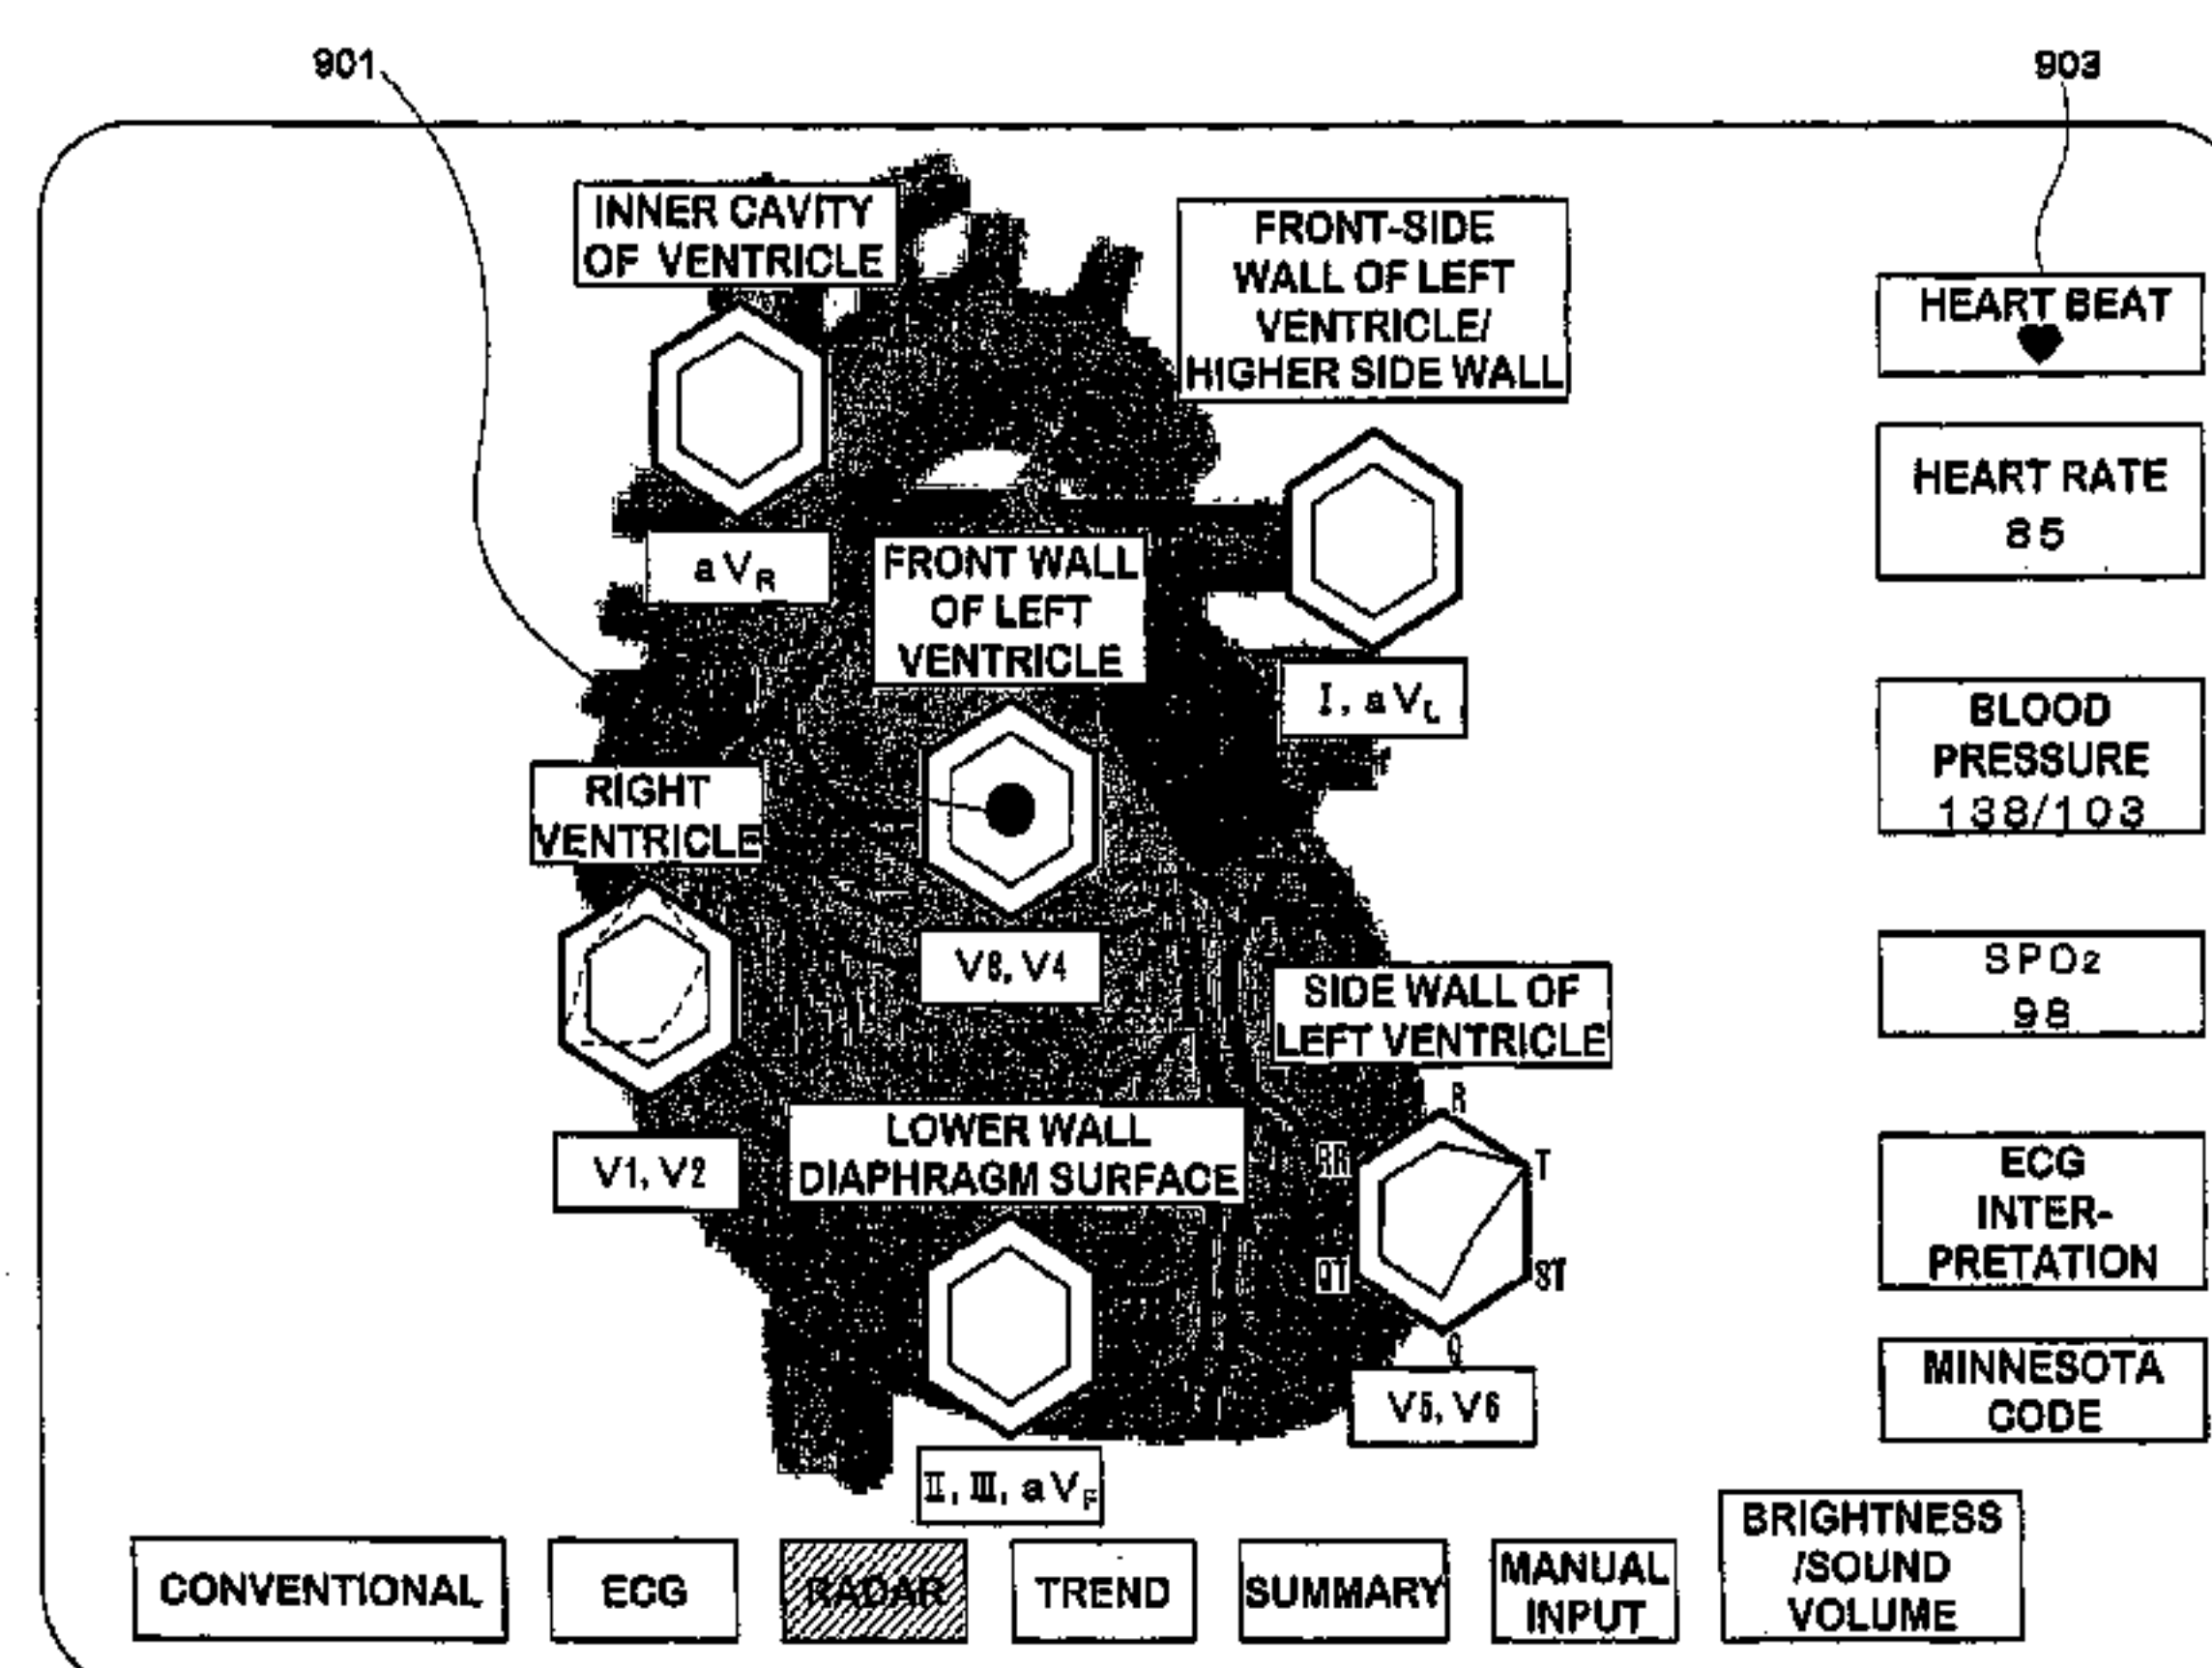 901
903
INNER CAVITY
OF VENTRICLE
FRONT-SIDE
WALL OF LEFT
VENTRICLE/
HIGHER SIDE WALL
HEART BEAT
HEART RATE
85
aVR
FRONT WALL
OF LEFT
VENTRICLE
I, aVL
BLOOD
PRESSURE
138/103
RIGHT
VENTRICLE
V3, V4
SPO2
98
SIDE WALL OF
LEFT VENTRICLE
V1, V2
LOWER WALL
DIAPHRAGM SURFACE
R
RR
T
QT
ST
Q
ECG
INTER-
PRETATION
V5, V6
MINNESOTA
CODE
II, III, aVF
CONVENTIONAL
ECG
RADAR
TREND
SUMMARY
MANUAL
INPUT
BRIGHTNESS
/SOUND
VOLUME